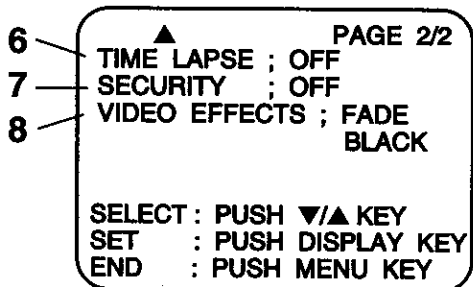 ▲ PAGE 2/2
6 TIME LAPSE ; OFF
7 SECURITY ; OFF
8 VIDEO EFFECTS ; FADE
BLACK
SELECT : PUSH ▼/▲ KEY
SET : PUSH DISPLAY KEY
END : PUSH MENU KEY